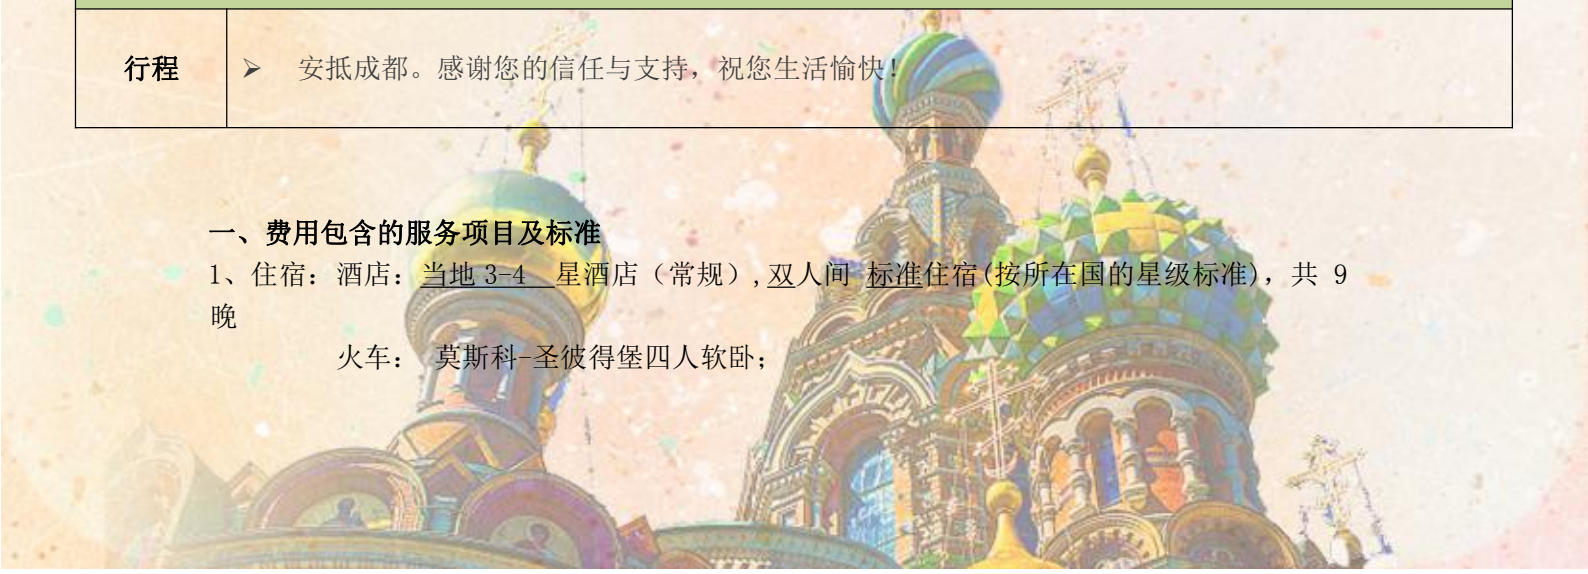 行程
➢ 安抵成都。感谢您的信任与支持，祝您生活愉快!
一、费用包含的服务项目及标准
1、住宿：酒店：当地 3-4 星酒店（常规）,双人间 标准住宿(按所在国的星级标准)，共 9
晚
火车： 莫斯科-圣彼得堡四人软卧；